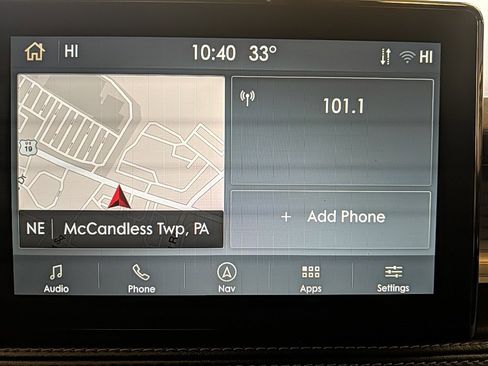 HI 10:40 33° HI
101.1
US
19
+ Add Phone
NE McCandless Twp, PA
Audio Phone Nav Apps Settings